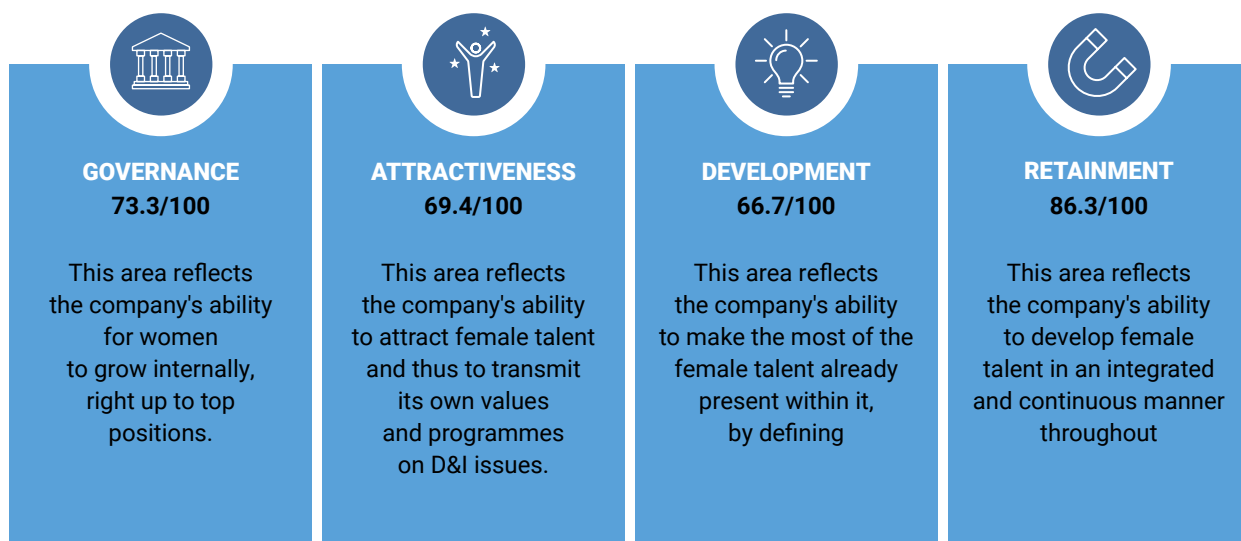 GOVERNANCE
73.3/100
This area reflects
the company's ability
for women
to grow internally,
right up to top
positions.
ATTRACTIVENESS
69.4/100
This area reflects
the company's ability
to attract female talent
and thus to transmit
its own values
and programmes
on D&I issues.
DEVELOPMENT
66.7/100
This area reflects
the company's ability
to make the most of the
female talent already
present within it,
by defining
RETAINMENT
86.3/100
This area reflects
the company's ability
to develop female
talent in an integrated
and continuous manner
throughout